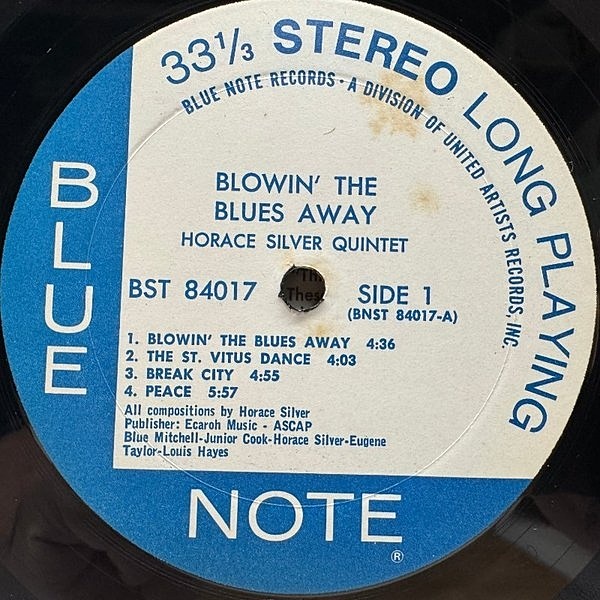 33⅓ STEREO LONG PLAYING
BLUE NOTE RECORDS • A DIVISION OF UNITED ARTISTS RECORDS, INC.
BLUE
BLOWIN' THE
BLUES AWAY
HORACE SILVER QUINTET
BST 84017
SIDE 1
(BNST 84017-A)
1. BLOWIN' THE BLUES AWAY 4:36
2. THE ST. VITUS DANCE 4:03
3. BREAK CITY 4:55
4. PEACE 5:57
All compositions by Horace Silver
Publisher: Ecaroh Music - ASCAP
Blue Mitchell-Junior Cook-Horace Silver-Eugene
Taylor-Louis Hayes
NOTE
®